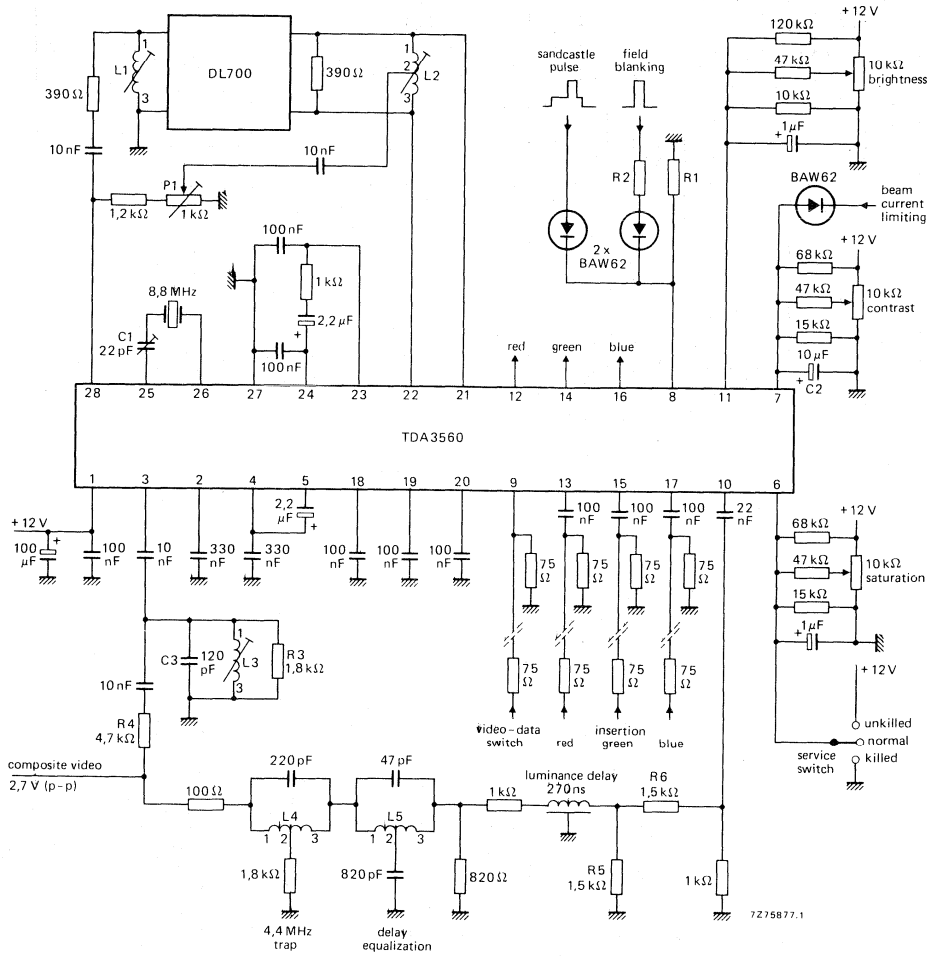 +12 V
120 kΩ
47 kΩ
10 kΩ
brightness
10 kΩ
+ 1 µF
390 Ω
L1
1
3
DL700
390 Ω
1
2
3
L2
sandcastle
pulse
field
blanking
10 nF
10 nF
P1
1,2 kΩ
1 kΩ
R2
R1
2 x
BAW62
BAW62
beam
current
limiting
+12 V
68 kΩ
47 kΩ
10 kΩ
contrast
15 kΩ
10 µF
+
C2
100 nF
1 kΩ
2,2 µF
+
100 nF
8,8 MHz
C1
22 pF
red
green
blue
28
25
26
27
24
23
22
21
12
14
16
8
11
7
TDA3560
1
3
2
4
5
18
19
20
9
13
15
17
10
6
+12 V
100 µF
+
100 nF
10 nF
330 nF
330 nF
2,2 µF
+
100 nF
100 nF
100 nF
100 nF
100 nF
100 nF
22 nF
75 Ω
75 Ω
75 Ω
75 Ω
75 Ω
75 Ω
75 Ω
75 Ω
video-data
switch
red
insertion
green
blue
+12 V
68 kΩ
47 kΩ
10 kΩ
saturation
15 kΩ
+ 1 µF
+12 V
unkilled
normal
killed
service
switch
C3
120 pF
1
L3
3
R3
1,8 kΩ
10 nF
R4
4,7 kΩ
composite video
2,7 V (p-p)
100 Ω
220 pF
L4
1 2 3
1,8 kΩ
4,4 MHz
trap
47 pF
L5
1 2 3
820 pF
delay
equalization
820 Ω
1 kΩ
luminance delay
270 ns
R6
1,5 kΩ
R5
1,5 kΩ
1 kΩ
7Z75877.1